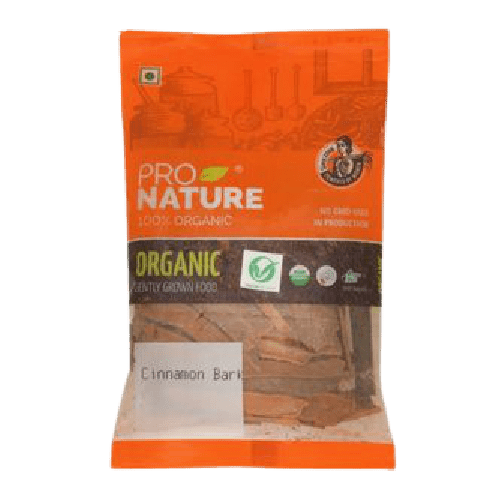 PRO ®
NATURE
100% ORGANIC
NO GMO USED
IN PRODUCTION
ORGANIC
GENTLY GROWN FOOD
Cinnamon Bark